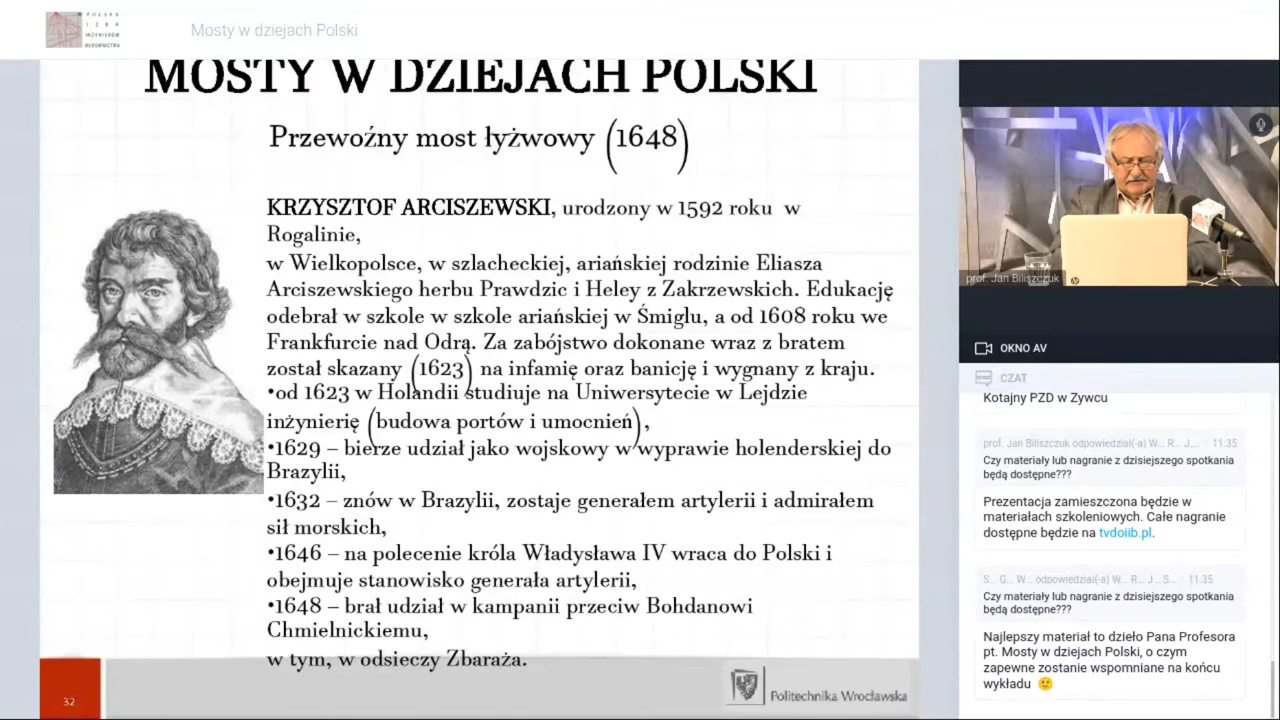 POLSKA
IZBA
INŻYNIERÓW
BUDOWNICTWA
Mosty w dziejach Polski
MOSTY W DZIEJACH POLSKI
Przewoźny most łyżwowy (1648)
KRZYSZTOF ARCISZEWSKI, urodzony w 1592 roku w
Rogalinie,
w Wielkopolsce, w szlacheckiej, ariańskiej rodzinie Eliasza
Arciszewskiego herbu Prawdzic i Heley z Zakrzewskich. Edukację
odebrał w szkole w szkole ariańskiej w Śmiglu, a od 1608 roku we
Frankfurcie nad Odrą. Za zabójstwo dokonane wraz z bratem
został skazany (1623) na infamię oraz banicję i wygnany z kraju.
•od 1623 w Holandii studiuje na Uniwersytecie w Lejdzie
inżynierię (budowa portów i umocnień),
•1629 – bierze udział jako wojskowy w wyprawie holenderskiej do
Brazylii,
•1632 – znów w Brazylii, zostaje generałem artylerii i admirałem
sił morskich,
•1646 – na polecenie króla Władysława IV wraca do Polski i
obejmuje stanowisko generała artylerii,
•1648 – brał udział w kampanii przeciw Bohdanowi
Chmielnickiemu,
w tym, w odsieczy Zbaraża.
32
Politechnika Wrocławska
prof. Jan Biliszczuk
OKNO AV
CZAT
Kotajny PZD w Żywcu
prof. Jan Biliszczuk odpowiedział(-a) W... R... J... 11:35
Czy materiały lub nagranie z dzisiejszego spotkania
będą dostępne???
Prezentacja zamieszczona będzie w
materiałach szkoleniowych. Całe nagranie
dostępne będzie na tvdoiib.pl.
S... G... W... odpowiedział(-a) W... R... J... S... 11:35
Czy materiały lub nagranie z dzisiejszego spotkania
będą dostępne???
Najlepszy materiał to dzieło Pana Profesora
pt. Mosty w dziejach Polski, o czym
zapewne zostanie wspomniane na końcu
wykładu 🙂